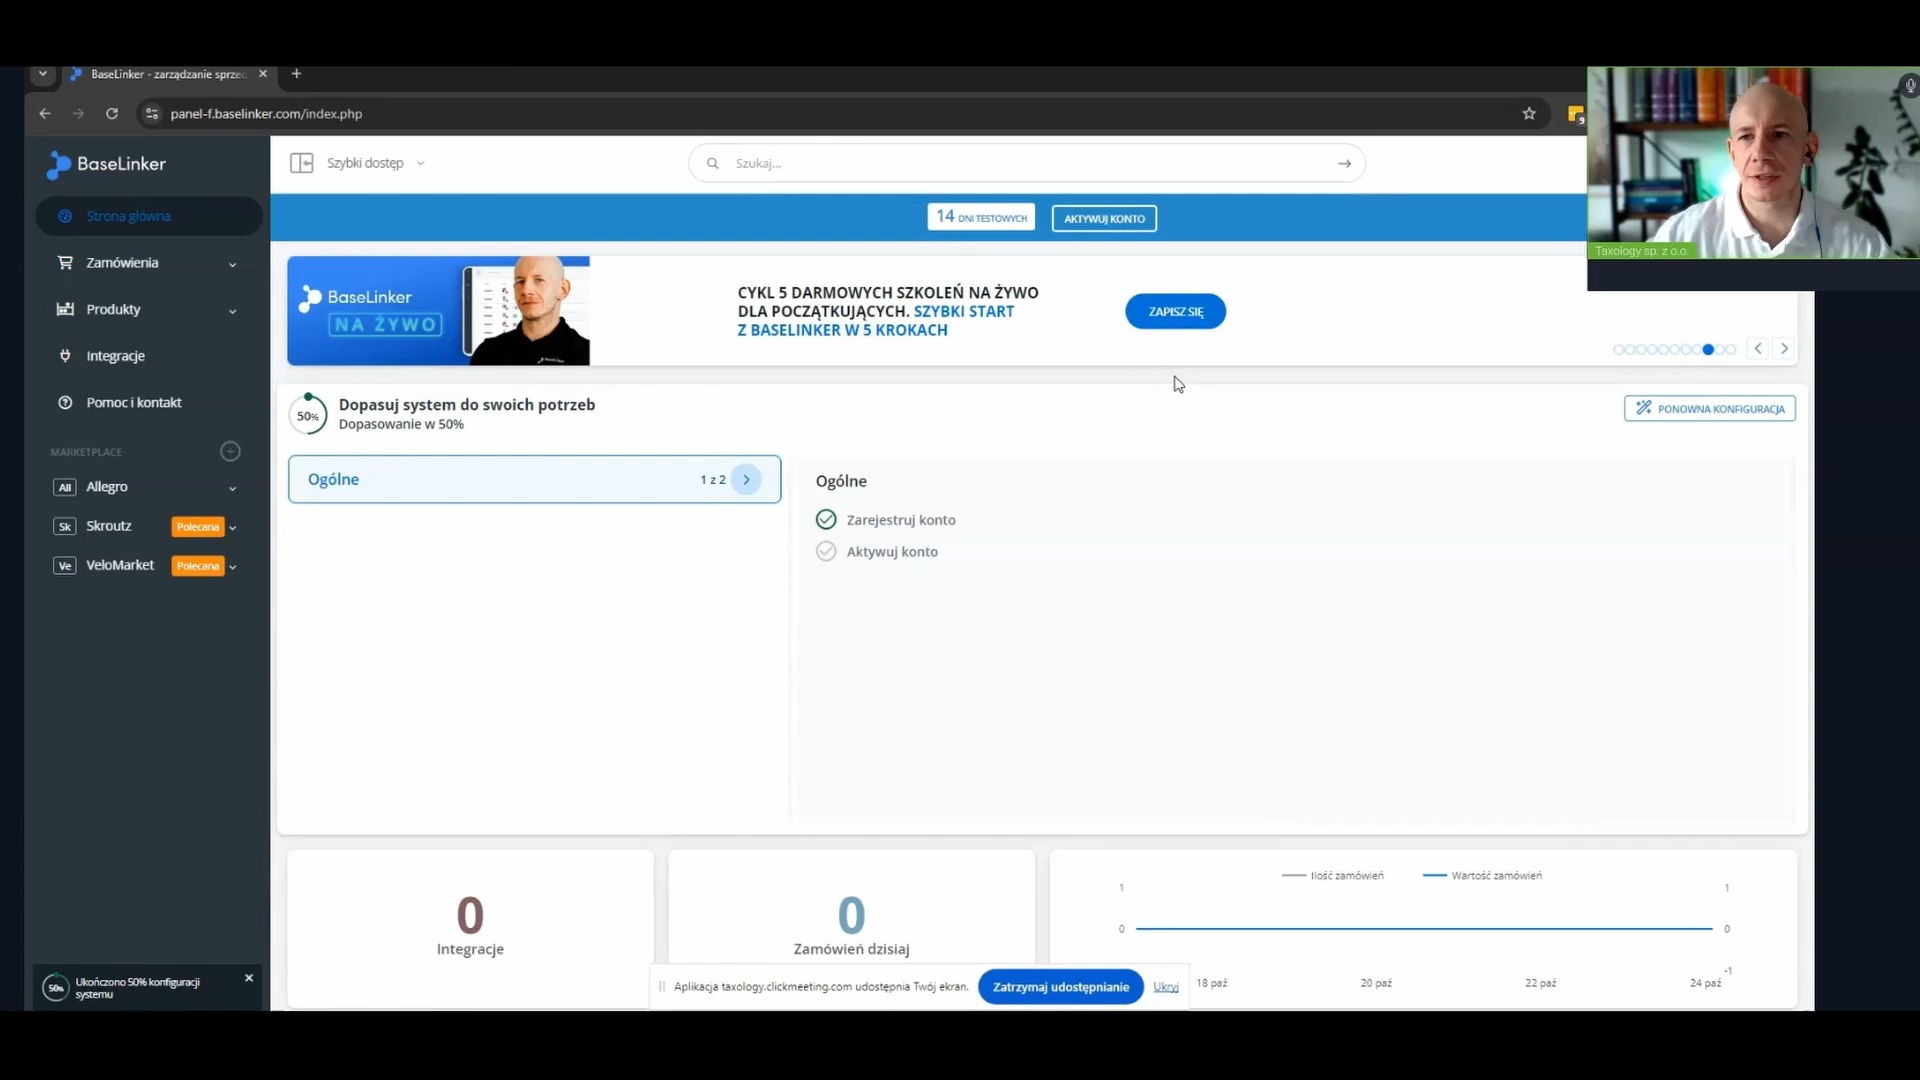 BaseLinker - zarządzanie sprzed
panel-f.baselinker.com/index.php
9
BaseLinker
Strona główna
Zamówienia
Produkty
Integracje
Pomoc i kontakt
MARKETPLACE
All Allegro
Sk Skroutz Polecana
Ve VeloMarket Polecana
50% Ukończono 50% konfiguracji
systemu
Szybki dostęp
Szukaj...
14 DNI TESTOWYCH AKTYWUJ KONTO
BaseLinker
NA ŻYWO
CYKL 5 DARMOWYCH SZKOLEŃ NA ŻYWO
DLA POCZĄTKUJĄCYCH. SZYBKI START
Z BASELINKER W 5 KROKACH
ZAPISZ SIĘ
50%
Dopasuj system do swoich potrzeb
Dopasowanie w 50%
PONOWNA KONFIGURACJA
Ogólne 1 z 2
Ogólne
Zarejestruj konto
Aktywuj konto
0
Integracje
0
Zamówień dzisiaj
Ilość zamówień Wartość zamówień
1 1
0 0
-1
18 paź 20 paź 22 paź 24 paź
Aplikacja taxology.clickmeeting.com udostępnia Twój ekran. Zatrzymaj udostępnianie Ukryj
Taxology sp. z o.o.